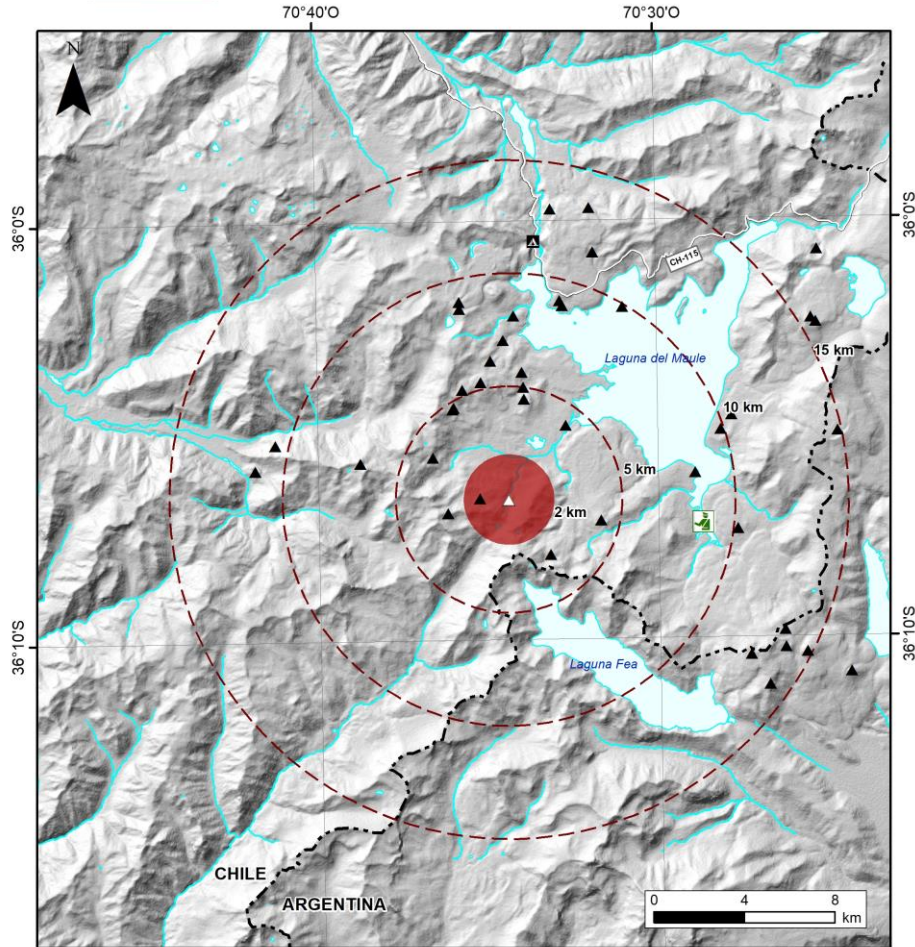 70°40'O
70°30'O
N
36°0'S
36°0'S
CH-115
Laguna del Maule
15 km
10 km
5 km
2 km
36°10'S
36°10'S
Laguna Fea
CHILE
ARGENTINA
0 4 8
km